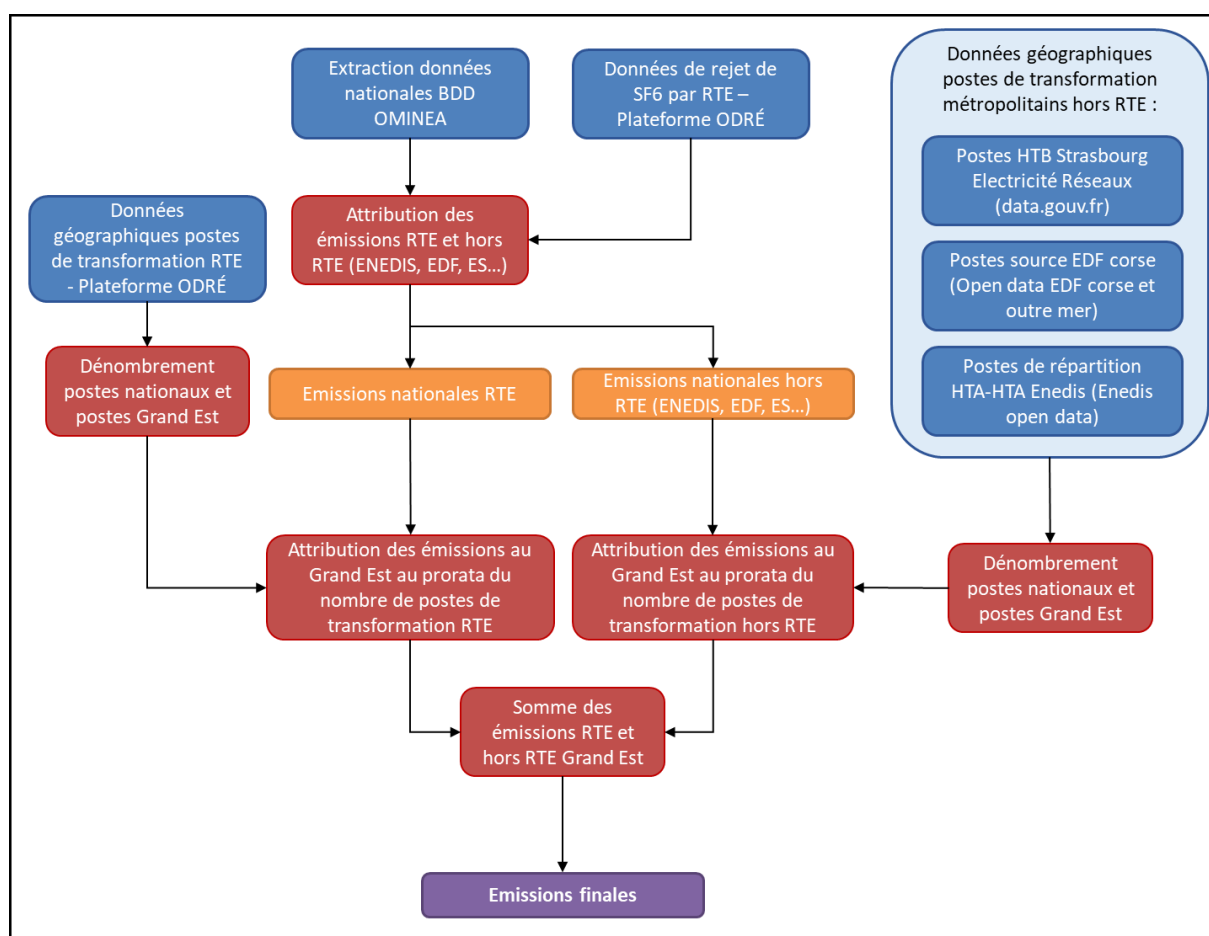 Extraction données
nationales BDD
OMINEA
Données de rejet de
SF6 par RTE –
Plateforme ODRÉ
Données géographiques
postes de transformation
métropolitains hors RTE :
Postes HTB Strasbourg
Electricité Réseaux
(data.gouv.fr)
Postes source EDF corse
(Open data EDF corse et
outre mer)
Postes de répartition
HTA-HTA Enedis (Enedis
open data)
Données
géographiques postes
de transformation RTE
- Plateforme ODRÉ
Attribution des
émissions RTE et hors
RTE (ENEDIS, EDF, ES...)
Dénombrement
postes nationaux et
postes Grand Est
Emissions nationales RTE
Emissions nationales hors
RTE (ENEDIS, EDF, ES...)
Attribution des émissions au
Grand Est au prorata du
nombre de postes de
transformation RTE
Attribution des émissions au
Grand Est au prorata du
nombre de postes de
transformation hors RTE
Dénombrement
postes nationaux et
postes Grand Est
Somme des
émissions RTE et
hors RTE Grand Est
Emissions finales